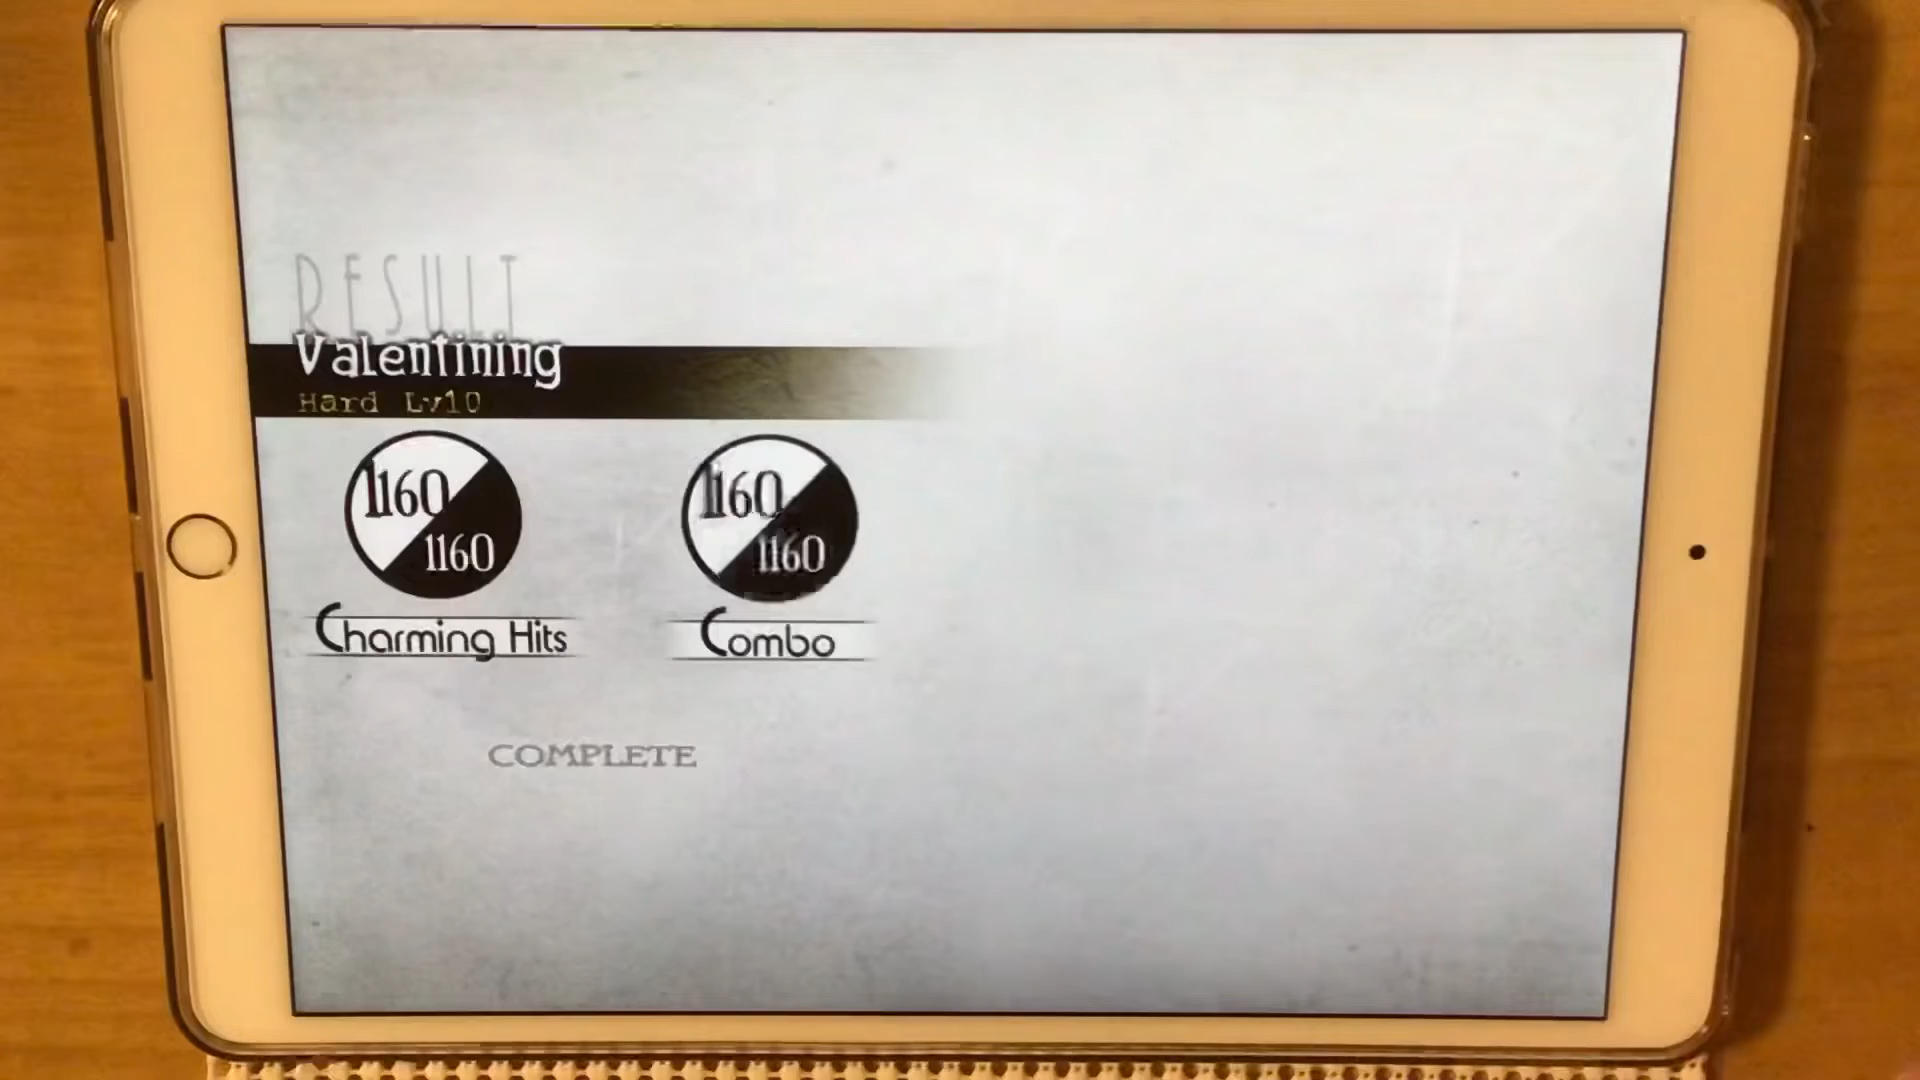 RESULT
Valentining
Hard Lv10
1160
1160
1160
1160
Charming Hits
Combo
COMPLETE